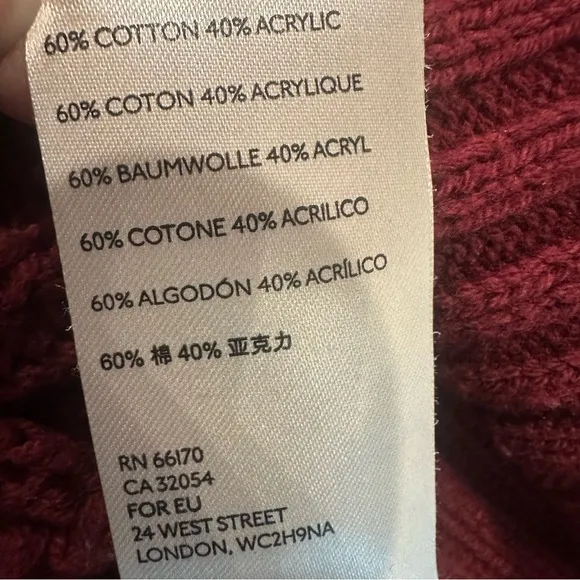 60% COTTON 40% ACRYLIC
60% COTON 40% ACRYLIQUE
60% BAUMWOLLE 40% ACRYL
60% COTONE 40% ACRILICO
60% ALGODÓN 40% ACRÍLICO
60% 棉 40% 亚克力
RN 66170
CA 32054
FOR EU
24 WEST STREET
LONDON, WC2H9NA